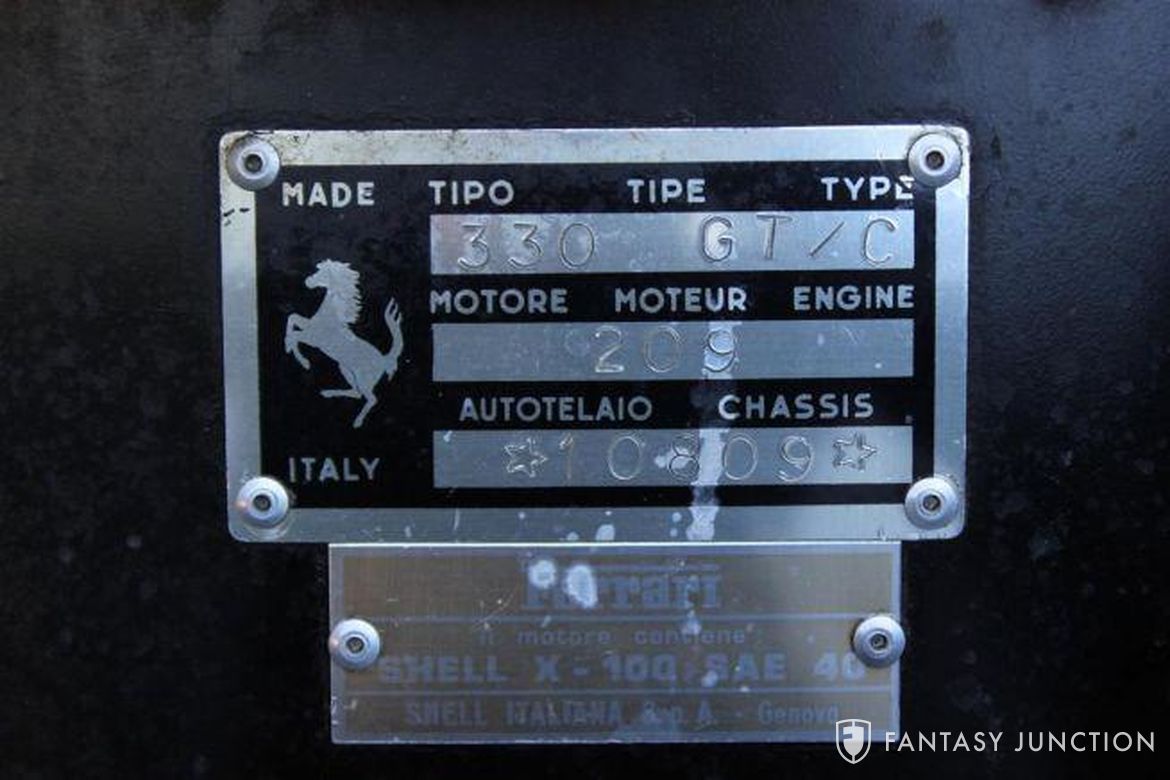 MADE TIPO TIPE TYPE
330 GT/C
MOTORE MOTEUR ENGINE
209
AUTOTELAIO CHASSIS
ITALY ☆10809☆
Ferrari
il motore contiene:
SHELL X-100, SAE 40
SHELL ITALIANA S.p.A. - Genova
FANTASY JUNCTION